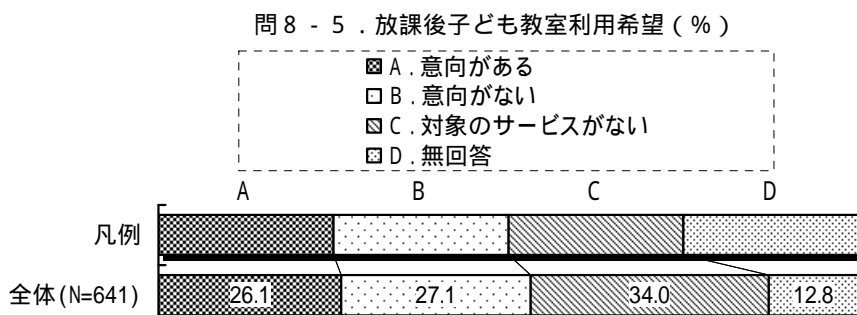 問8-5.放課後子ども教室利用希望(%)
A.意向がある
B.意向がない
C.対象のサービスがない
D.無回答
A B C D
凡例
全体(N=641) 26.1 27.1 34.0 12.8